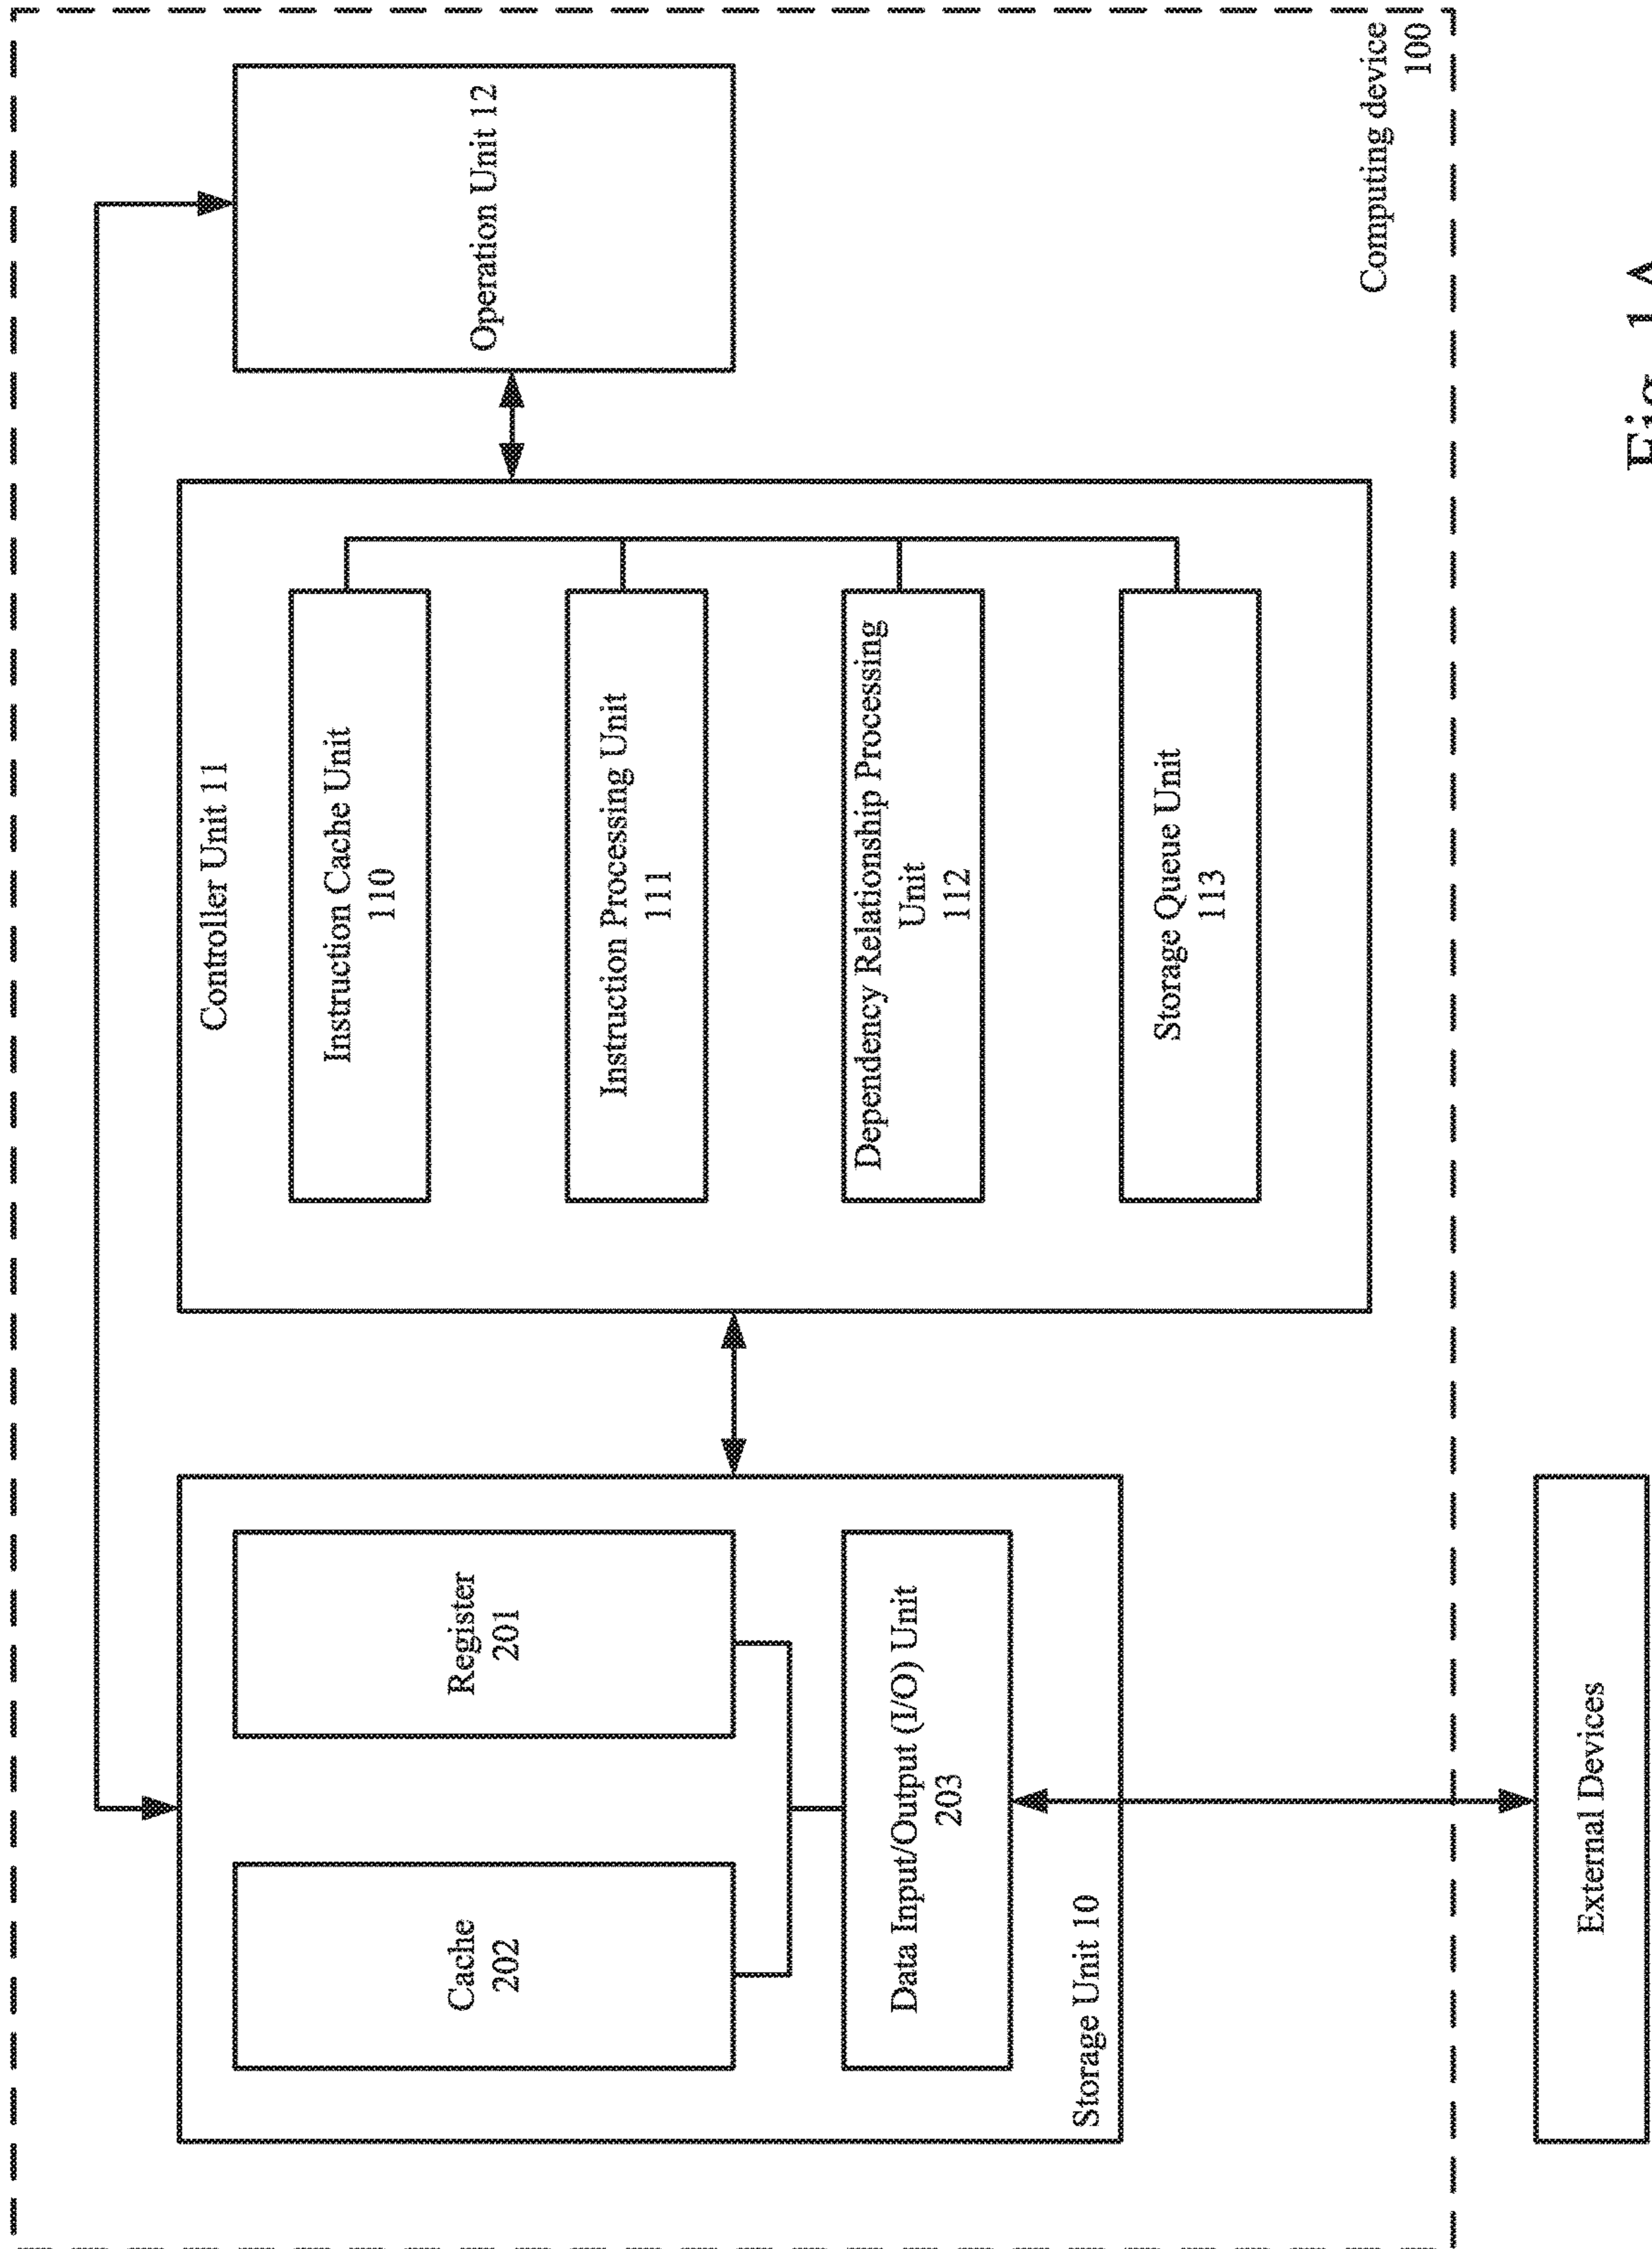 Storage Unit 10
Cache
202
Register
201
Data Input/Output (I/O) Unit
203
Controller Unit 11
Instruction Cache Unit
110
Instruction Processing Unit
111
Dependency Relationship Processing
Unit
112
Storage Queue Unit
113
Operation Unit 12
Computing device
100
External Devices
Fig. 1A